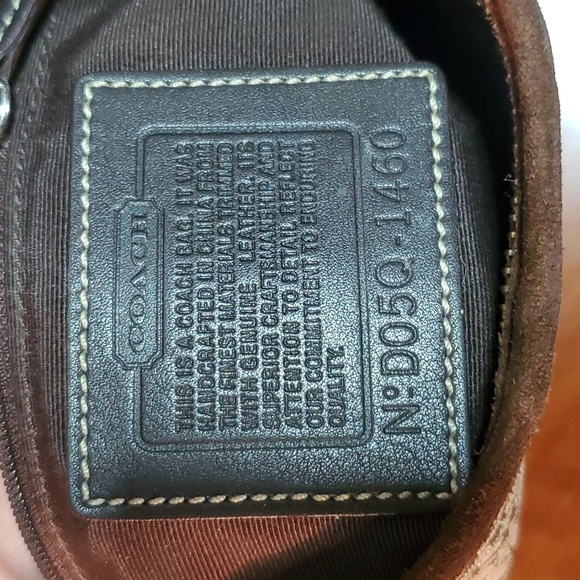 COACH
THIS IS A COACH BAG. IT WAS
HANDCRAFTED IN CHINA FROM
THE FINEST MATERIALS TRIMMED
WITH GENUINE LEATHER. ITS
SUPERIOR CRAFTSMANSHIP AND
ATTENTION TO DETAIL REFLECT
OUR COMMITMENT TO ENDURING
QUALITY.
Nº D05Q-1460